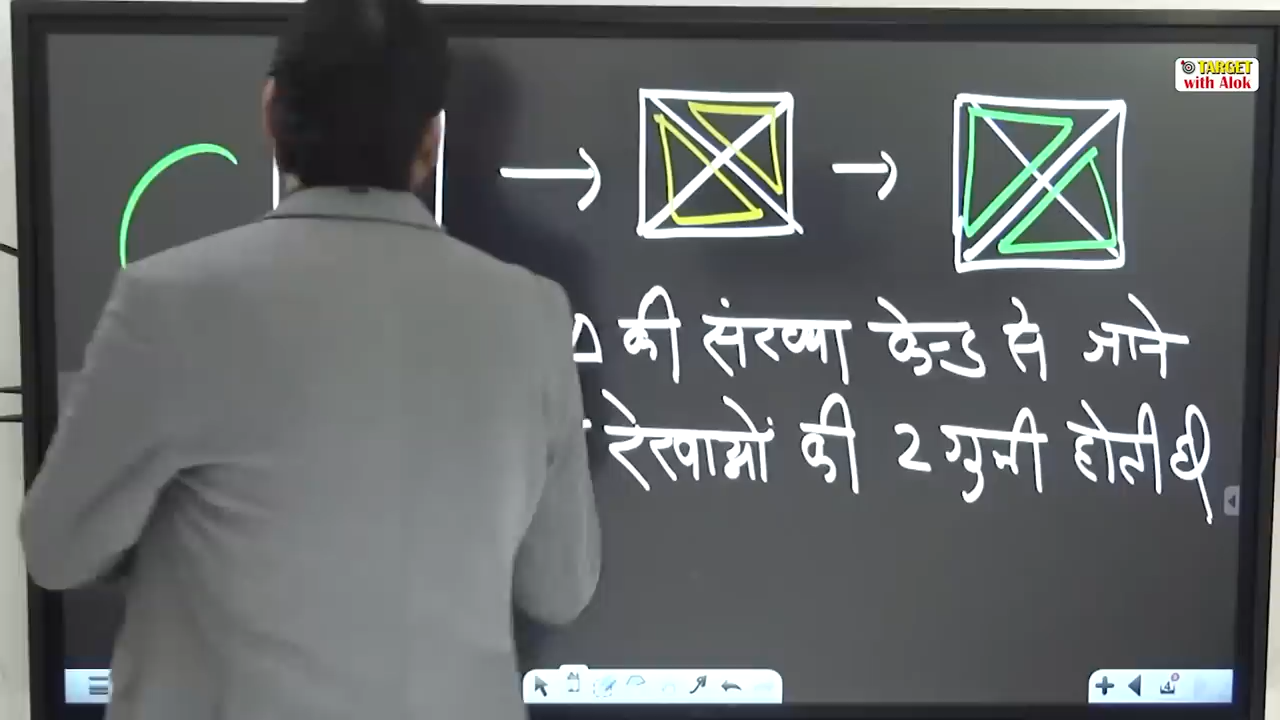 TARGET
with Alok
की संख्या केन्द्र से जाने
रेखाओं की 2 गुनी होती है